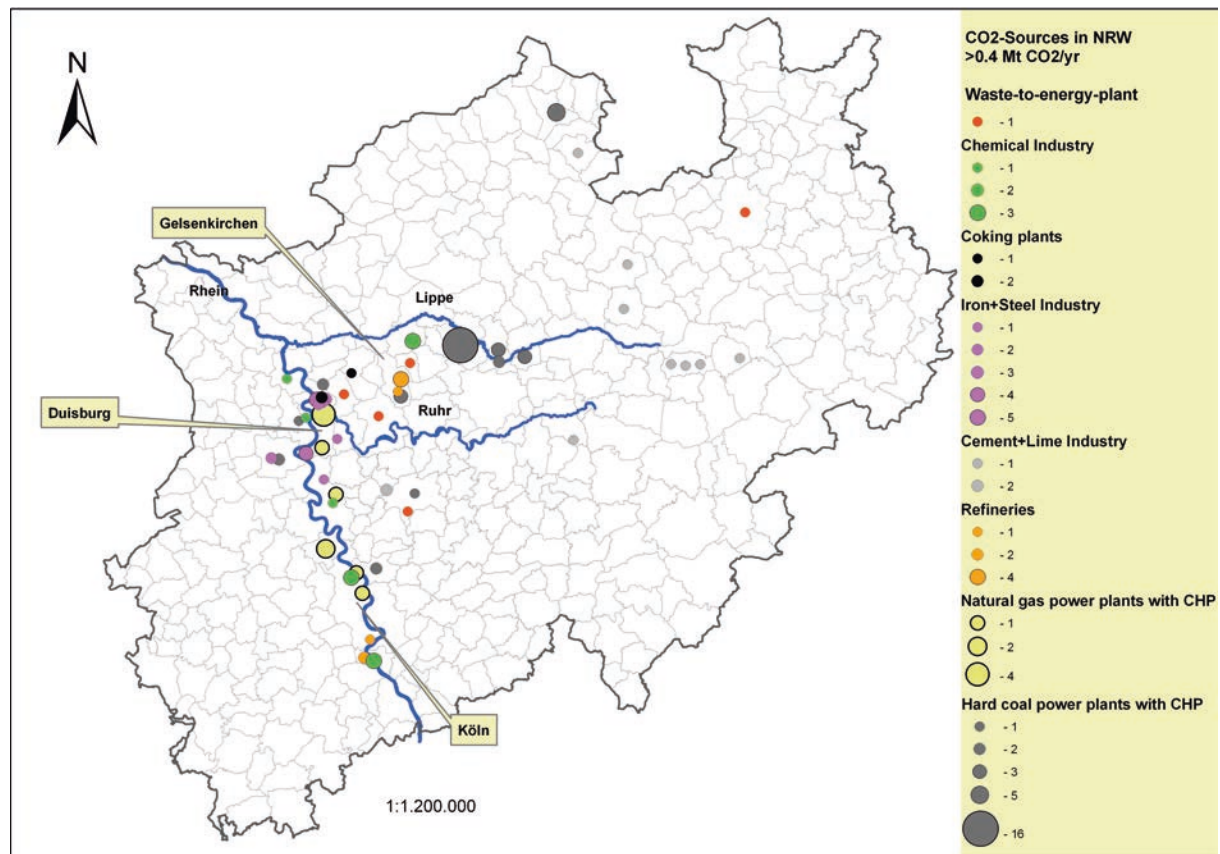 N
Gelsenkirchen
Rhein
Lippe
Duisburg
Ruhr
Köln
1:1.200.000
CO2-Sources in NRW
>0.4 Mt CO2/yr
Waste-to-energy-plant
- 1
Chemical Industry
- 1
- 2
- 3
Coking plants
- 1
- 2
Iron+Steel Industry
- 1
- 2
- 3
- 4
- 5
Cement+Lime Industry
- 1
- 2
Refineries
- 1
- 2
- 4
Natural gas power plants with CHP
- 1
- 2
- 4
Hard coal power plants with CHP
- 1
- 2
- 3
- 5
- 16